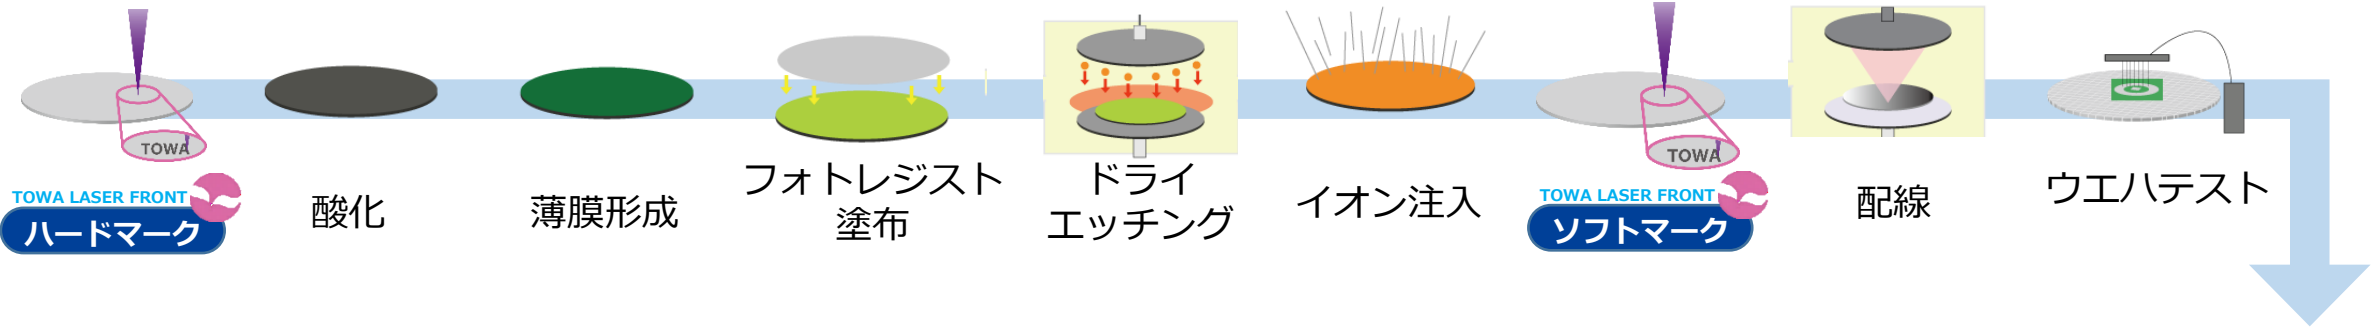 TOWA
TOWA LASER FRONT
ハードマーク
酸化
薄膜形成
フォトレジスト
塗布
ドライ
エッチング
イオン注入
TOWA
TOWA LASER FRONT
ソフトマーク
配線
ウエハテスト